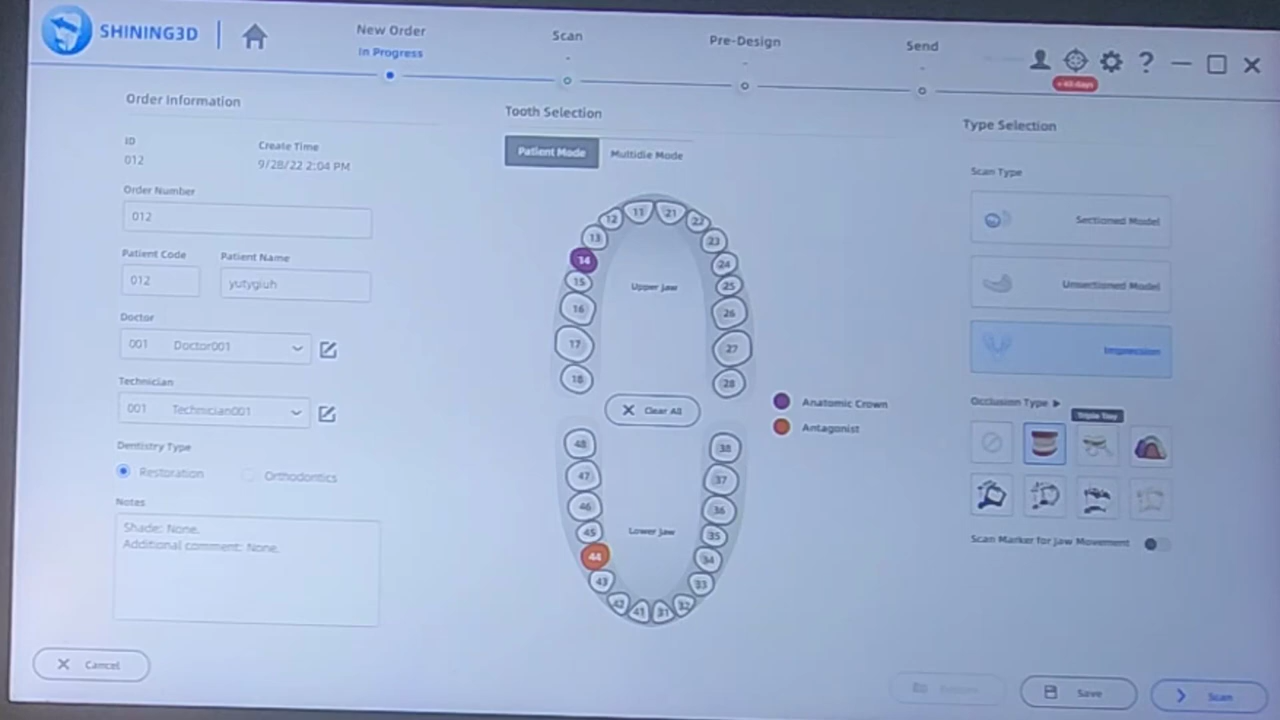 SHINING3D
New Order
In Progress
Scan
-
Pre-Design
-
Send
-
?
Order Information
ID
012
Create Time
9/28/22 2:04 PM
Order Number
012
Patient Code
012
Patient Name
yutygiuh
Doctor
001 Doctor001
Technician
001 Technician001
Dentistry Type
Restoration
Orthodontics
Notes
Shade: None.
Additional comment: None.
Cancel
Tooth Selection
Patient Mode
Multidie Mode
11 21
12 22
13 23
14 24
15 25
16 26
17 27
18 28
Upper Jaw
Clear All
48 38
47 37
46 36
45 35
44 34
43 33
42 32
41 31
Lower Jaw
Anatomic Crown
Antagonist
Type Selection
Scan Type
Sectioned Model
Unsectioned Model
Impression
Occlusion Type
Triple Tray
Scan Marker for Jaw Movement
Save
Scan